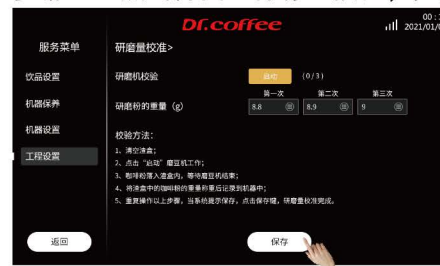 Dr.coffee
00:
2021/01/0
服务菜单
研磨量校准>
饮品设置
研磨机校验
启动
(0/3)
第一次
第二次
第三次
机器保养
研磨粉的重量（g）
8.8
8.9
9
机器设置
校验方法：
工程设置
1、清空渣盒；
2、点击“启动”磨豆机工作；
3、咖啡粉落入渣盒内，等待磨豆机结束；
4、将渣盒中的咖啡粉的重量称重后记录到机器中；
5、重复操作以上步骤，当系统提示保存，点击保存键，研磨量校准完成。
返回
保存